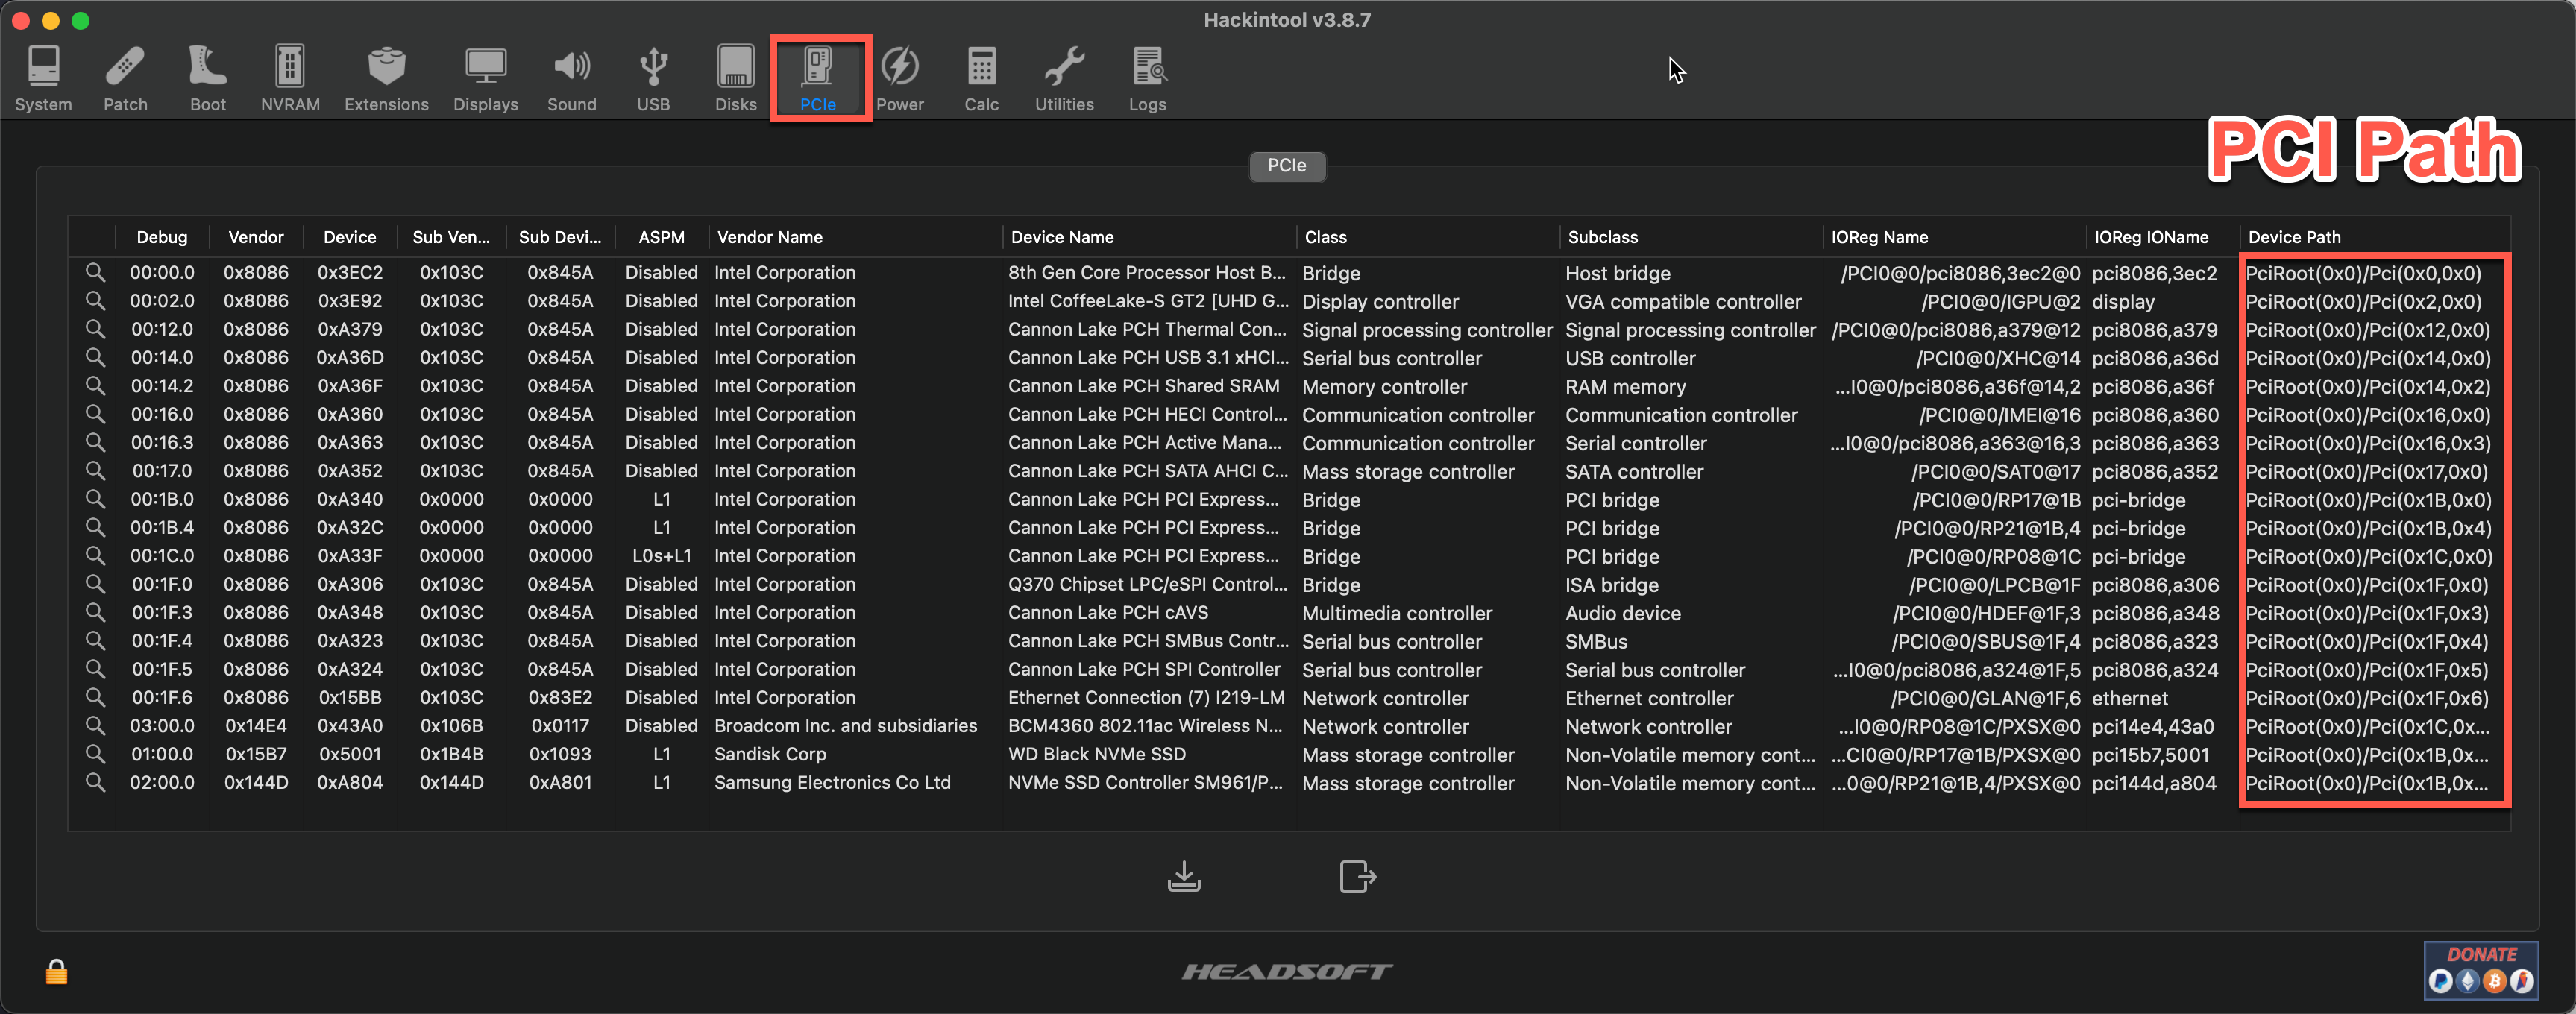 Hackintool v3.8.7
System Patch Boot NVRAM Extensions Displays Sound USB Disks PCIe Power Calc Utilities Logs
PCI Path
PCIe
Debug Vendor Device Sub Ven... Sub Devi... ASPM Vendor Name Device Name Class Subclass IOReg Name IOReg IOName Device Path
00:00.0 0x8086 0x3EC2 0x103C 0x845A Disabled Intel Corporation 8th Gen Core Processor Host B... Bridge Host bridge /PCI0@0/pci8086,3ec2@0 pci8086,3ec2 PciRoot(0x0)/Pci(0x0,0x0)
00:02.0 0x8086 0x3E92 0x103C 0x845A Disabled Intel Corporation Intel CoffeeLake-S GT2 [UHD G... Display controller VGA compatible controller /PCI0@0/IGPU@2 display PciRoot(0x0)/Pci(0x2,0x0)
00:12.0 0x8086 0xA379 0x103C 0x845A Disabled Intel Corporation Cannon Lake PCH Thermal Con... Signal processing controller Signal processing controller /PCI0@0/pci8086,a379@12 pci8086,a379 PciRoot(0x0)/Pci(0x12,0x0)
00:14.0 0x8086 0xA36D 0x103C 0x845A Disabled Intel Corporation Cannon Lake PCH USB 3.1 xHCI... Serial bus controller USB controller /PCI0@0/XHC@14 pci8086,a36d PciRoot(0x0)/Pci(0x14,0x0)
00:14.2 0x8086 0xA36F 0x103C 0x845A Disabled Intel Corporation Cannon Lake PCH Shared SRAM Memory controller RAM memory ...I0@0/pci8086,a36f@14,2 pci8086,a36f PciRoot(0x0)/Pci(0x14,0x2)
00:16.0 0x8086 0xA360 0x103C 0x845A Disabled Intel Corporation Cannon Lake PCH HECI Control... Communication controller Communication controller /PCI0@0/IMEI@16 pci8086,a360 PciRoot(0x0)/Pci(0x16,0x0)
00:16.3 0x8086 0xA363 0x103C 0x845A Disabled Intel Corporation Cannon Lake PCH Active Mana... Communication controller Serial controller ...I0@0/pci8086,a363@16,3 pci8086,a363 PciRoot(0x0)/Pci(0x16,0x3)
00:17.0 0x8086 0xA352 0x103C 0x845A Disabled Intel Corporation Cannon Lake PCH SATA AHCI C... Mass storage controller SATA controller /PCI0@0/SAT0@17 pci8086,a352 PciRoot(0x0)/Pci(0x17,0x0)
00:1B.0 0x8086 0xA340 0x0000 0x0000 L1 Intel Corporation Cannon Lake PCH PCI Express... Bridge PCI bridge /PCI0@0/RP17@1B pci-bridge PciRoot(0x0)/Pci(0x1B,0x0)
00:1B.4 0x8086 0xA32C 0x0000 0x0000 L1 Intel Corporation Cannon Lake PCH PCI Express... Bridge PCI bridge /PCI0@0/RP21@1B,4 pci-bridge PciRoot(0x0)/Pci(0x1B,0x4)
00:1C.0 0x8086 0xA33F 0x0000 0x0000 L0s+L1 Intel Corporation Cannon Lake PCH PCI Express... Bridge PCI bridge /PCI0@0/RP08@1C pci-bridge PciRoot(0x0)/Pci(0x1C,0x0)
00:1F.0 0x8086 0xA306 0x103C 0x845A Disabled Intel Corporation Q370 Chipset LPC/eSPI Control... Bridge ISA bridge /PCI0@0/LPCB@1F pci8086,a306 PciRoot(0x0)/Pci(0x1F,0x0)
00:1F.3 0x8086 0xA348 0x103C 0x845A Disabled Intel Corporation Cannon Lake PCH cAVS Multimedia controller Audio device /PCI0@0/HDEF@1F,3 pci8086,a348 PciRoot(0x0)/Pci(0x1F,0x3)
00:1F.4 0x8086 0xA323 0x103C 0x845A Disabled Intel Corporation Cannon Lake PCH SMBus Contr... Serial bus controller SMBus /PCI0@0/SBUS@1F,4 pci8086,a323 PciRoot(0x0)/Pci(0x1F,0x4)
00:1F.5 0x8086 0xA324 0x103C 0x845A Disabled Intel Corporation Cannon Lake PCH SPI Controller Serial bus controller Serial bus controller ...I0@0/pci8086,a324@1F,5 pci8086,a324 PciRoot(0x0)/Pci(0x1F,0x5)
00:1F.6 0x8086 0x15BB 0x103C 0x83E2 Disabled Intel Corporation Ethernet Connection (7) I219-LM Network controller Ethernet controller /PCI0@0/GLAN@1F,6 ethernet PciRoot(0x0)/Pci(0x1F,0x6)
03:00.0 0x14E4 0x43A0 0x106B 0x0117 Disabled Broadcom Inc. and subsidiaries BCM4360 802.11ac Wireless N... Network controller Network controller ...I0@0/RP08@1C/PXSX@0 pci14e4,43a0 PciRoot(0x0)/Pci(0x1C,0x...
01:00.0 0x15B7 0x5001 0x1B4B 0x1093 L1 Sandisk Corp WD Black NVMe SSD Mass storage controller Non-Volatile memory cont... ...CI0@0/RP17@1B/PXSX@0 pci15b7,5001 PciRoot(0x0)/Pci(0x1B,0x...
02:00.0 0x144D 0xA804 0x144D 0xA801 L1 Samsung Electronics Co Ltd NVMe SSD Controller SM961/P... Mass storage controller Non-Volatile memory cont... ...0@0/RP21@1B,4/PXSX@0 pci144d,a804 PciRoot(0x0)/Pci(0x1B,0x...
HEADSOFT
DONATE